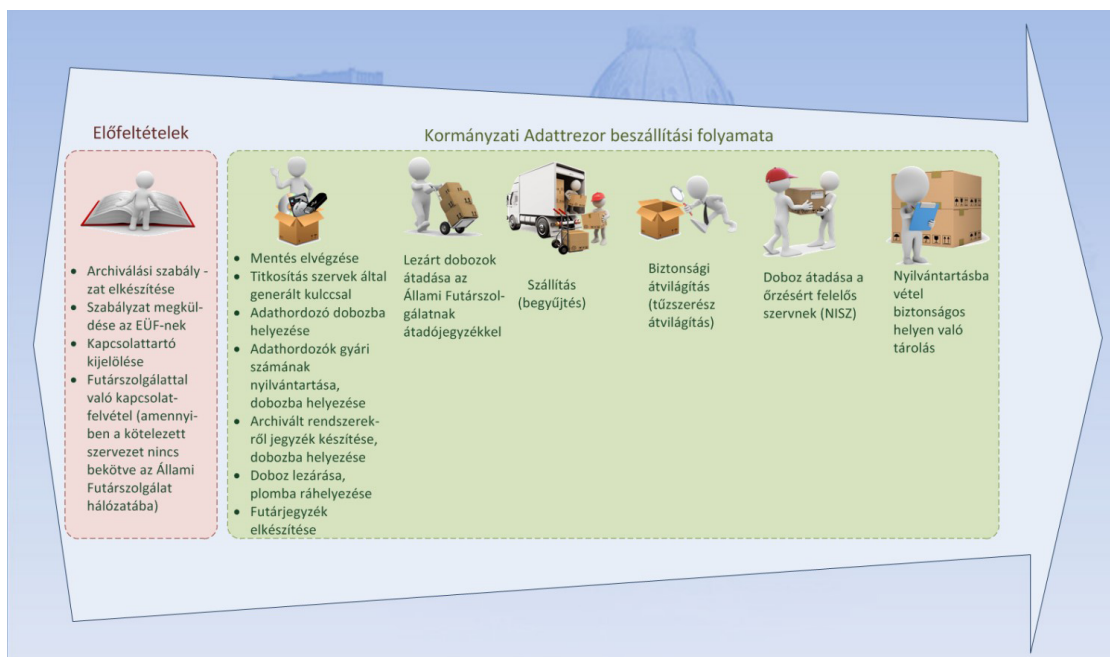 Előfeltételek
Archiválási szabály -
zat elkészítése
Szabályzat megkül-
dése az EÜF-nek
Kapcsolattartó
kijelölése
Futárszolgálattal
való kapcsolat-
felvétel (amennyi-
ben a kötelezett
szervezet nincs
bekötve az Állami
Futárszolgálat
hálózatába)
Kormányzati Adattrezor beszállítási folyamata
Mentés elvégzése
Titkosítás szervek által
generált kulccsal
Adathordozó dobozba
helyezése
Adathordozók gyári
számának
nyilvántartása,
dobozba helyezése
Archivált rendszerek-
ről jegyzék készítése,
dobozba helyezése
Doboz lezárása,
plomba ráhelyezése
Futárjegyzék
elkészítése
Lezárt dobozok
átadása az
Állami Futárszol-
gálatnak
átadójegyzékkel
Szállítás
(begyűjtés)
Biztonsági
átvilágítás
(tűzszerész
átvilágítás)
Doboz átadása a
őrzésért felelős
szervnek (NISZ)
Nyilvántartásba
vétel
biztonságos
helyen való
tárolás